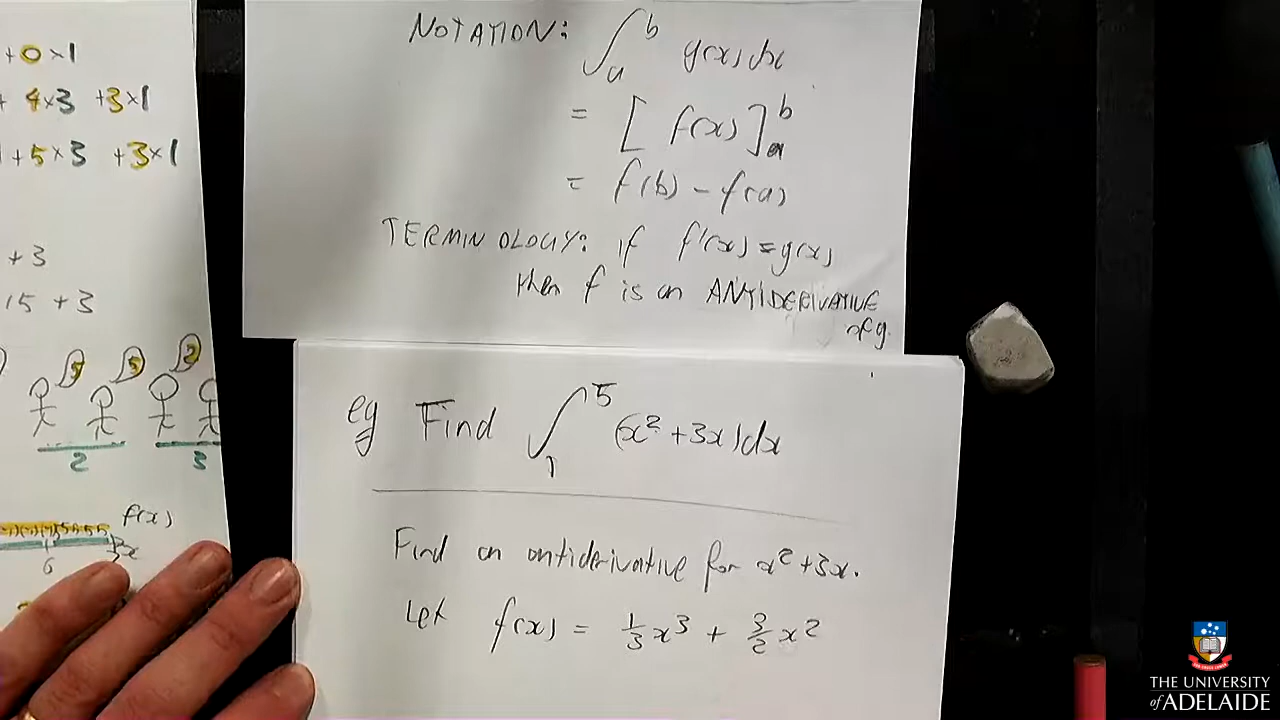 +0×1
+ 4×3 +3×1
+5×3 +3×1
+3
15 +3
2 3
f(x)
6
x
NOTATION: ∫_a^b g(x) dx
= [ f(x) ]_a^b
= f(b) - f(a)
TERMINOLOGY: if f'(x) = g(x)
then f is an ANTIDERIVATIVE
of g.
eg Find ∫_1^5 (x² + 3x) dx
Find an antiderivative for x² + 3x.
Let f(x) = 1/3 x³ + 3/2 x²
THE UNIVERSITY
of ADELAIDE